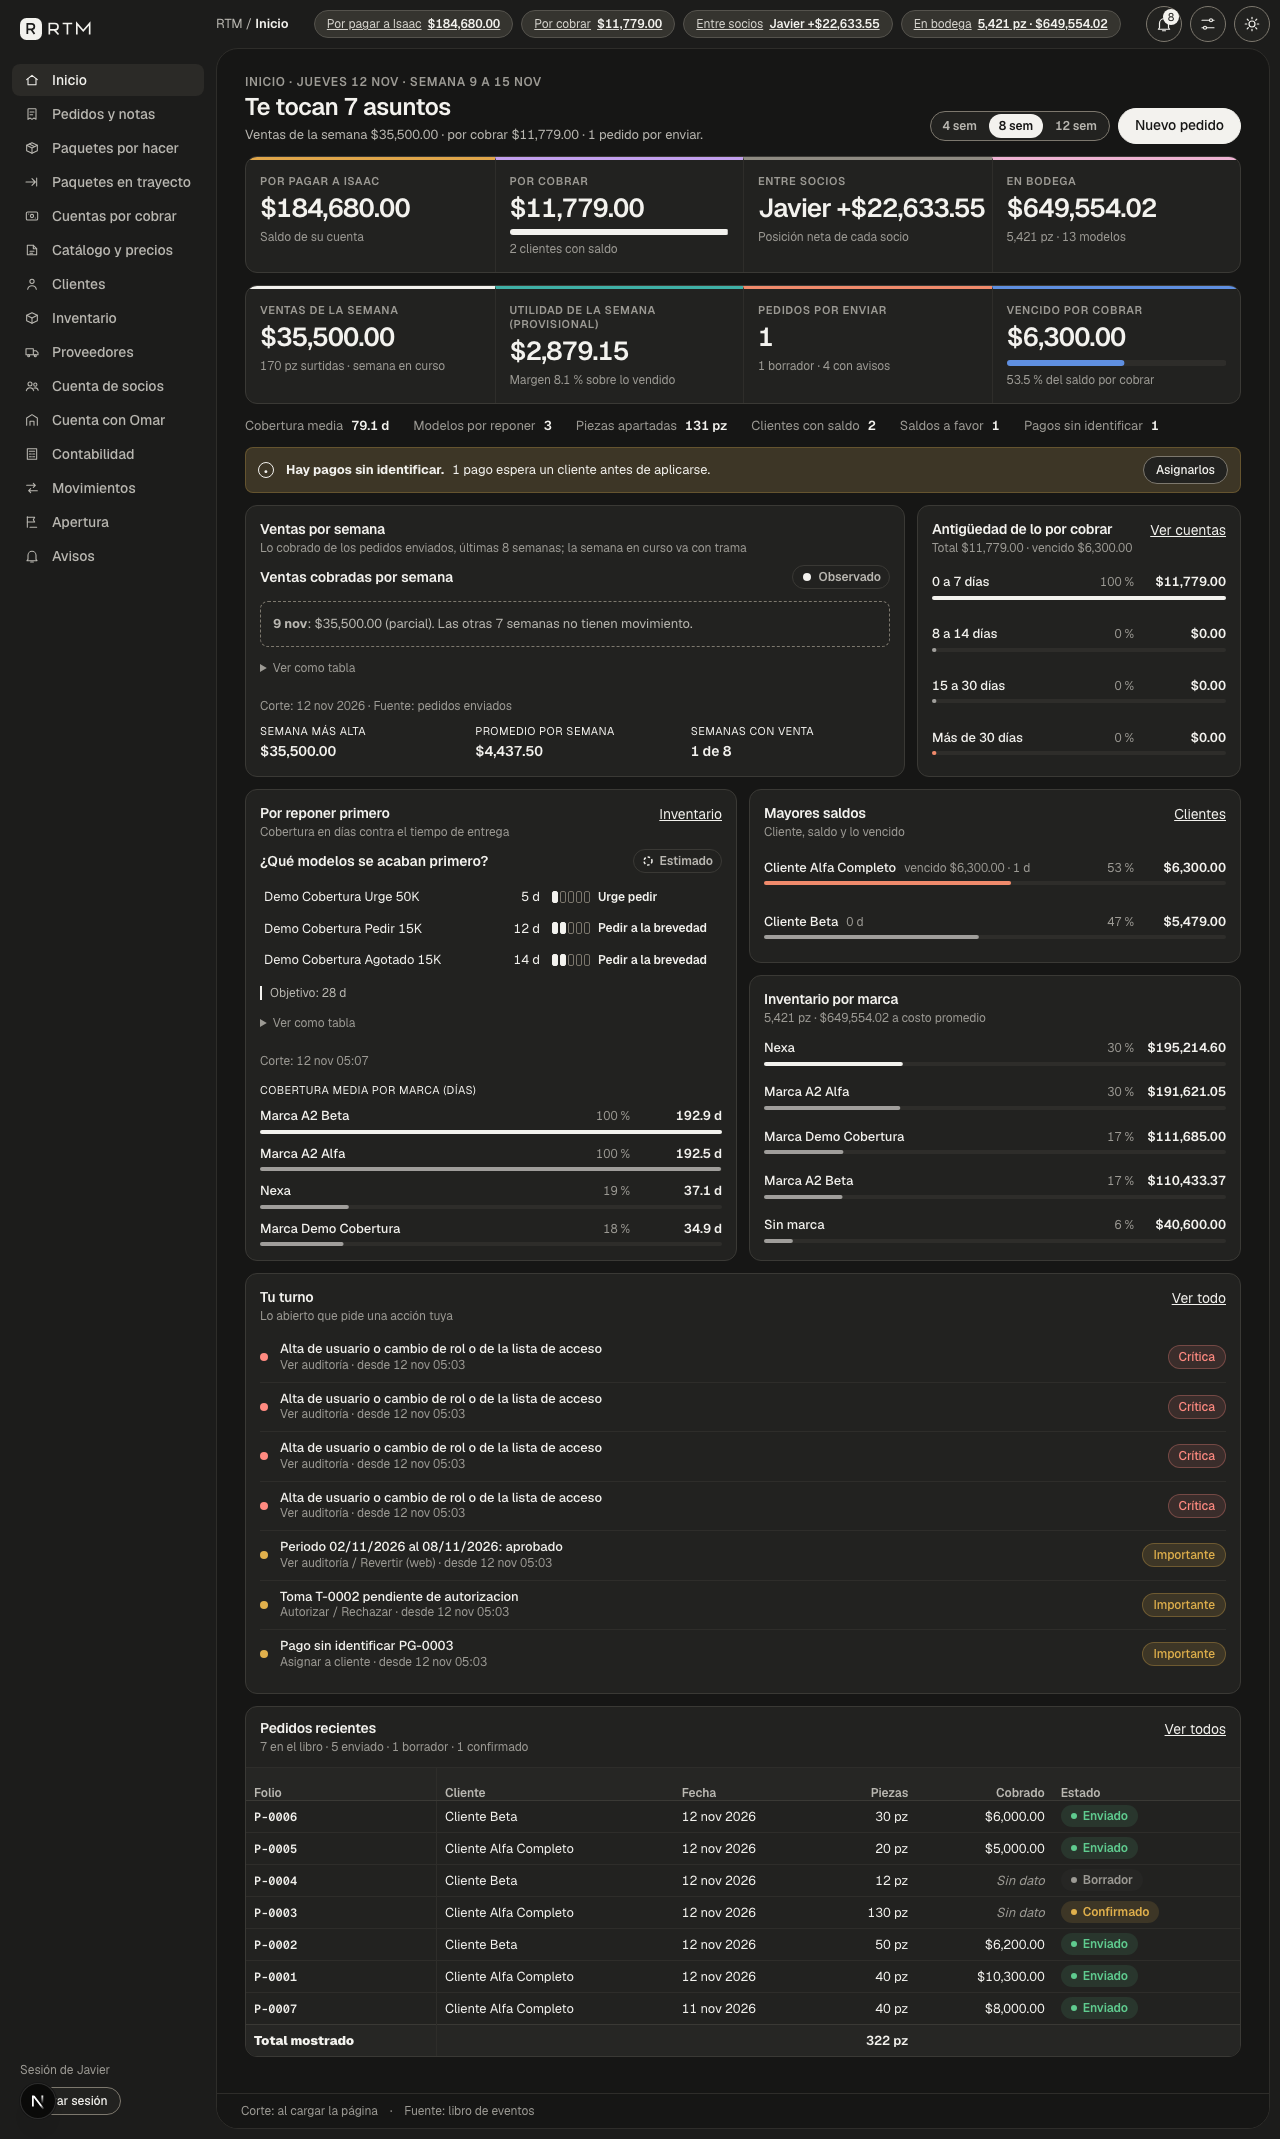 R RTM
RTM / Inicio
Por pagar a Isaac $184,680.00
Por cobrar $11,779.00
Entre socios Javier +$22,633.55
En bodega 5,421 pz · $649,554.02
8
Inicio
Pedidos y notas
Paquetes por hacer
Paquetes en trayecto
Cuentas por cobrar
Catálogo y precios
Clientes
Inventario
Proveedores
Cuenta de socios
Cuenta con Omar
Contabilidad
Movimientos
Apertura
Avisos
Sesión de Javier
N ar sesión
INICIO · JUEVES 12 NOV · SEMANA 9 A 15 NOV
Te tocan 7 asuntos
Ventas de la semana $35,500.00 · por cobrar $11,779.00 · 1 pedido por enviar.
4 sem 8 sem 12 sem
Nuevo pedido
POR PAGAR A ISAAC
$184,680.00
Saldo de su cuenta
POR COBRAR
$11,779.00
2 clientes con saldo
ENTRE SOCIOS
Javier +$22,633.55
Posición neta de cada socio
EN BODEGA
$649,554.02
5,421 pz · 13 modelos
VENTAS DE LA SEMANA
$35,500.00
170 pz surtidas · semana en curso
UTILIDAD DE LA SEMANA
(PROVISIONAL)
$2,879.15
Margen 8.1 % sobre lo vendido
PEDIDOS POR ENVIAR
1
1 borrador · 4 con avisos
VENCIDO POR COBRAR
$6,300.00
53.5 % del saldo por cobrar
Cobertura media 79.1 d Modelos por reponer 3 Piezas apartadas 131 pz Clientes con saldo 2 Saldos a favor 1 Pagos sin identificar 1
Hay pagos sin identificar. 1 pago espera un cliente antes de aplicarse.
Asignarlos
Ventas por semana
Lo cobrado de los pedidos enviados, últimas 8 semanas; la semana en curso va con trama
Ventas cobradas por semana
Observado
9 nov: $35,500.00 (parcial). Las otras 7 semanas no tienen movimiento.
Ver como tabla
Corte: 12 nov 2026 · Fuente: pedidos enviados
SEMANA MÁS ALTA
$35,500.00
PROMEDIO POR SEMANA
$4,437.50
SEMANAS CON VENTA
1 de 8
Antigüedad de lo por cobrar
Ver cuentas
Total $11,779.00 · vencido $6,300.00
0 a 7 días 100 % $11,779.00
8 a 14 días 0 % $0.00
15 a 30 días 0 % $0.00
Más de 30 días 0 % $0.00
Por reponer primero
Inventario
Cobertura en días contra el tiempo de entrega
¿Qué modelos se acaban primero?
Estimado
Demo Cobertura Urge 50K 5 d Urge pedir
Demo Cobertura Pedir 15K 12 d Pedir a la brevedad
Demo Cobertura Agotado 15K 14 d Pedir a la brevedad
Objetivo: 28 d
Ver como tabla
Corte: 12 nov 05:07
COBERTURA MEDIA POR MARCA (DÍAS)
Marca A2 Beta 100 % 192.9 d
Marca A2 Alfa 100 % 192.5 d
Nexa 19 % 37.1 d
Marca Demo Cobertura 18 % 34.9 d
Mayores saldos
Clientes
Cliente, saldo y lo vencido
Cliente Alfa Completo vencido $6,300.00 · 1 d 53 % $6,300.00
Cliente Beta 0 d 47 % $5,479.00
Inventario por marca
5,421 pz · $649,554.02 a costo promedio
Nexa 30 % $195,214.60
Marca A2 Alfa 30 % $191,621.05
Marca Demo Cobertura 17 % $111,685.00
Marca A2 Beta 17 % $110,433.37
Sin marca 6 % $40,600.00
Tu turno
Ver todo
Lo abierto que pide una acción tuya
Alta de usuario o cambio de rol o de la lista de acceso
Ver auditoría · desde 12 nov 05:03
Crítica
Alta de usuario o cambio de rol o de la lista de acceso
Ver auditoría · desde 12 nov 05:03
Crítica
Alta de usuario o cambio de rol o de la lista de acceso
Ver auditoría · desde 12 nov 05:03
Crítica
Alta de usuario o cambio de rol o de la lista de acceso
Ver auditoría · desde 12 nov 05:03
Crítica
Periodo 02/11/2026 al 08/11/2026: aprobado
Ver auditoría / Revertir (web) · desde 12 nov 05:03
Importante
Toma T-0002 pendiente de autorizacion
Autorizar / Rechazar · desde 12 nov 05:03
Importante
Pago sin identificar PG-0003
Asignar a cliente · desde 12 nov 05:03
Importante
Pedidos recientes
Ver todos
7 en el libro · 5 enviado · 1 borrador · 1 confirmado
Folio Cliente Fecha Piezas Cobrado Estado
P-0006 Cliente Beta 12 nov 2026 30 pz $6,000.00 Enviado
P-0005 Cliente Alfa Completo 12 nov 2026 20 pz $5,000.00 Enviado
P-0004 Cliente Beta 12 nov 2026 12 pz Sin dato Borrador
P-0003 Cliente Alfa Completo 12 nov 2026 130 pz Sin dato Confirmado
P-0002 Cliente Beta 12 nov 2026 50 pz $6,200.00 Enviado
P-0001 Cliente Alfa Completo 12 nov 2026 40 pz $10,300.00 Enviado
P-0007 Cliente Alfa Completo 11 nov 2026 40 pz $8,000.00 Enviado
Total mostrado 322 pz
Corte: al cargar la página · Fuente: libro de eventos